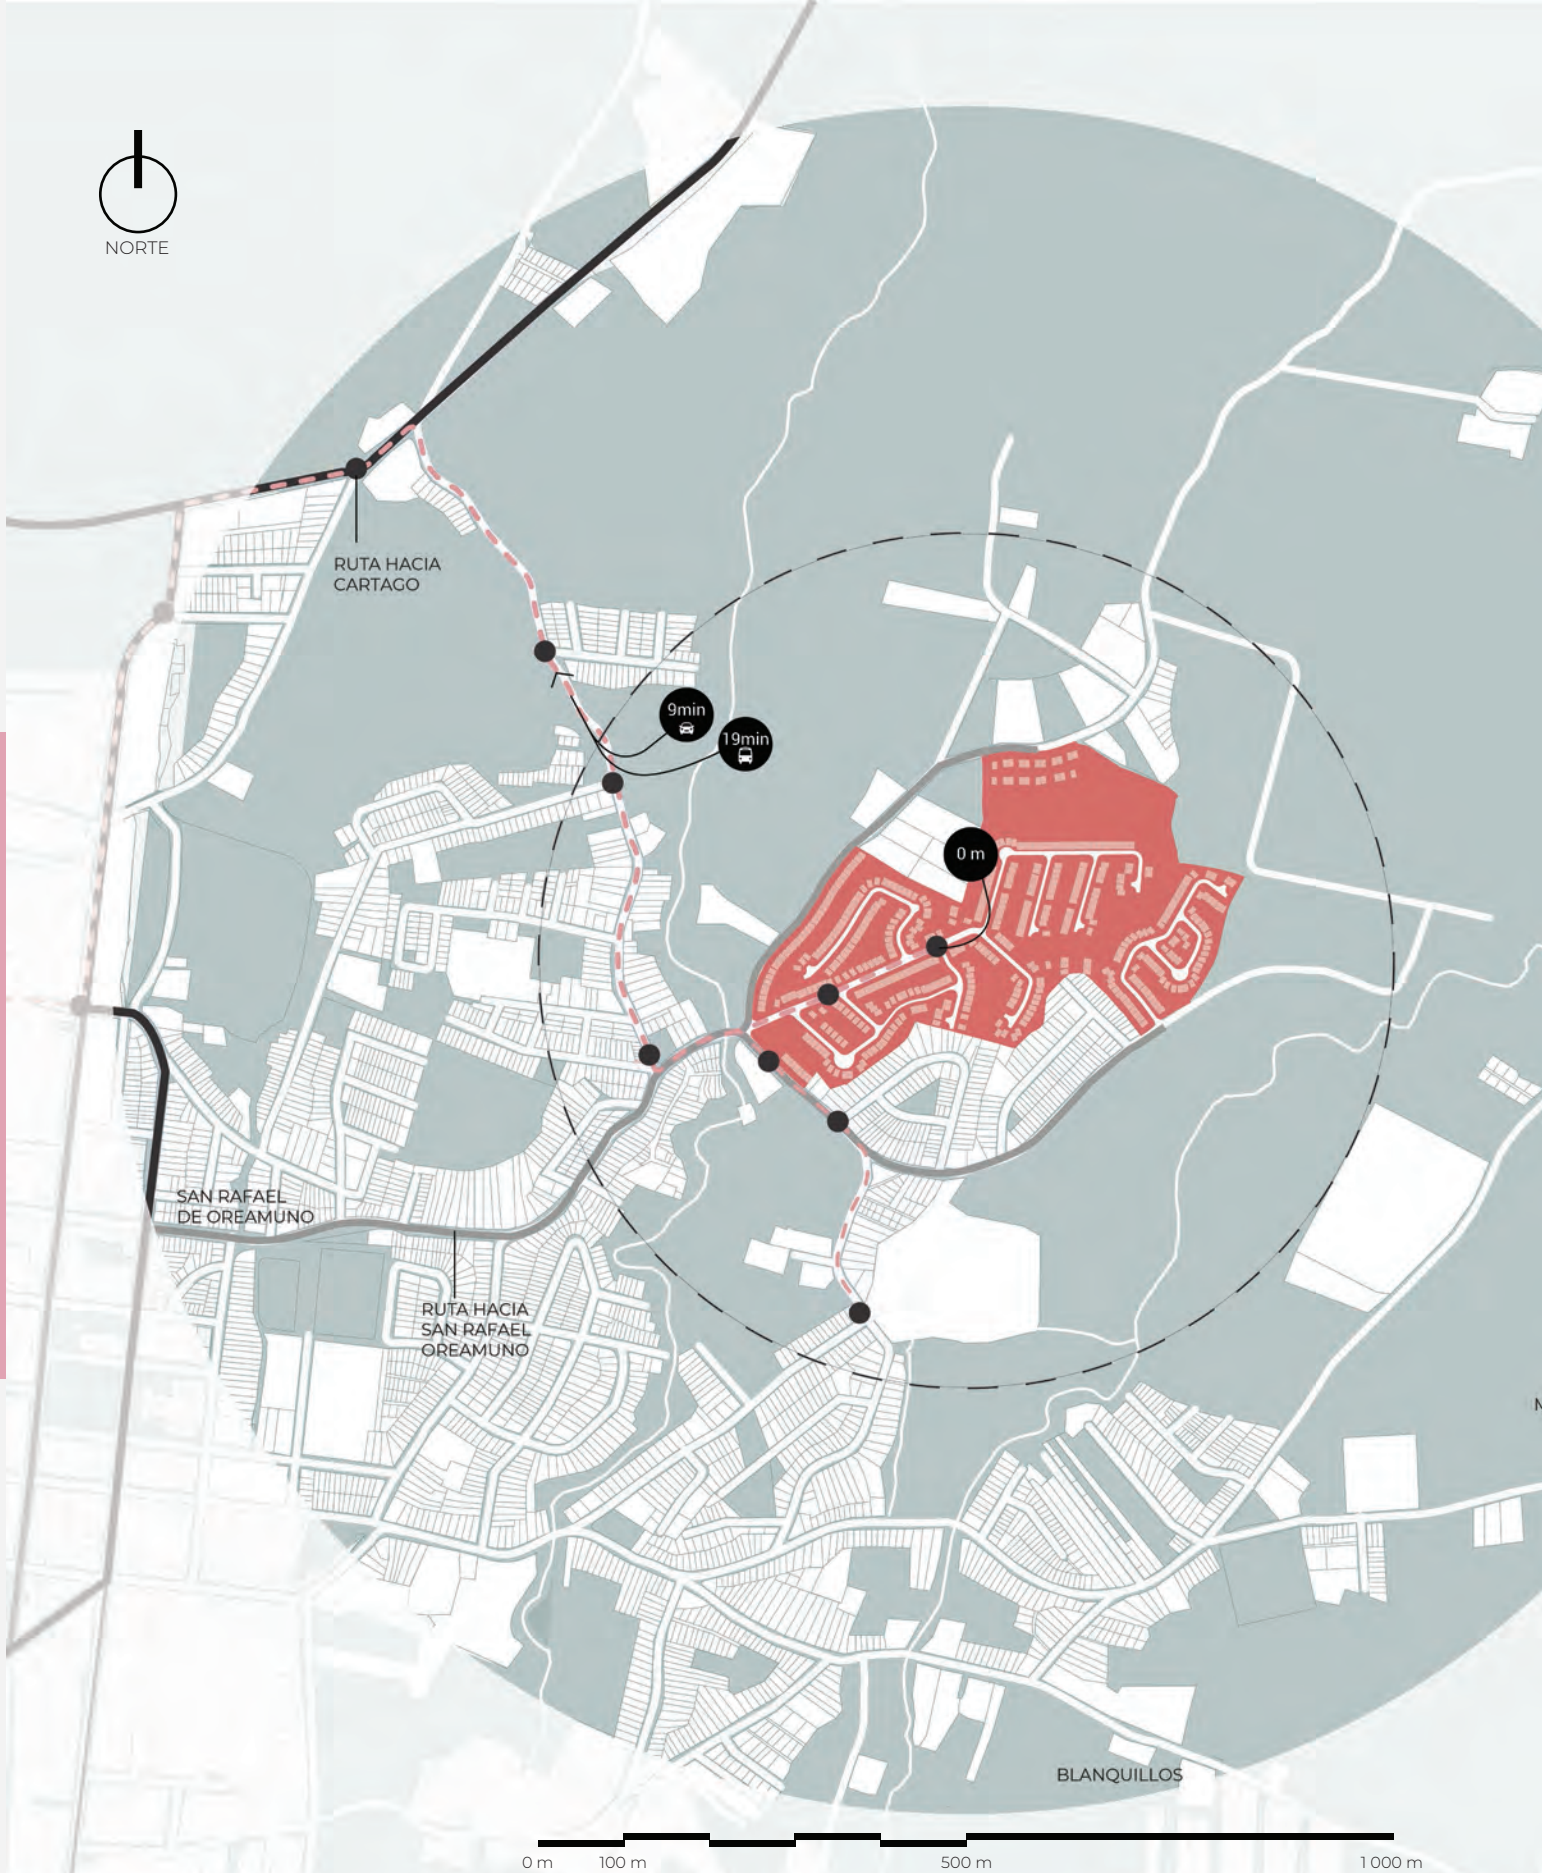 NORTE
RUTA HACIA
CARTAGO
9min
19min
0 m
SAN RAFAEL
DE OREAMUNO
RUTA HACIA
SAN RAFAEL
OREAMUNO
M
BLANQUILLOS
0 m
100 m
500 m
1 000 m